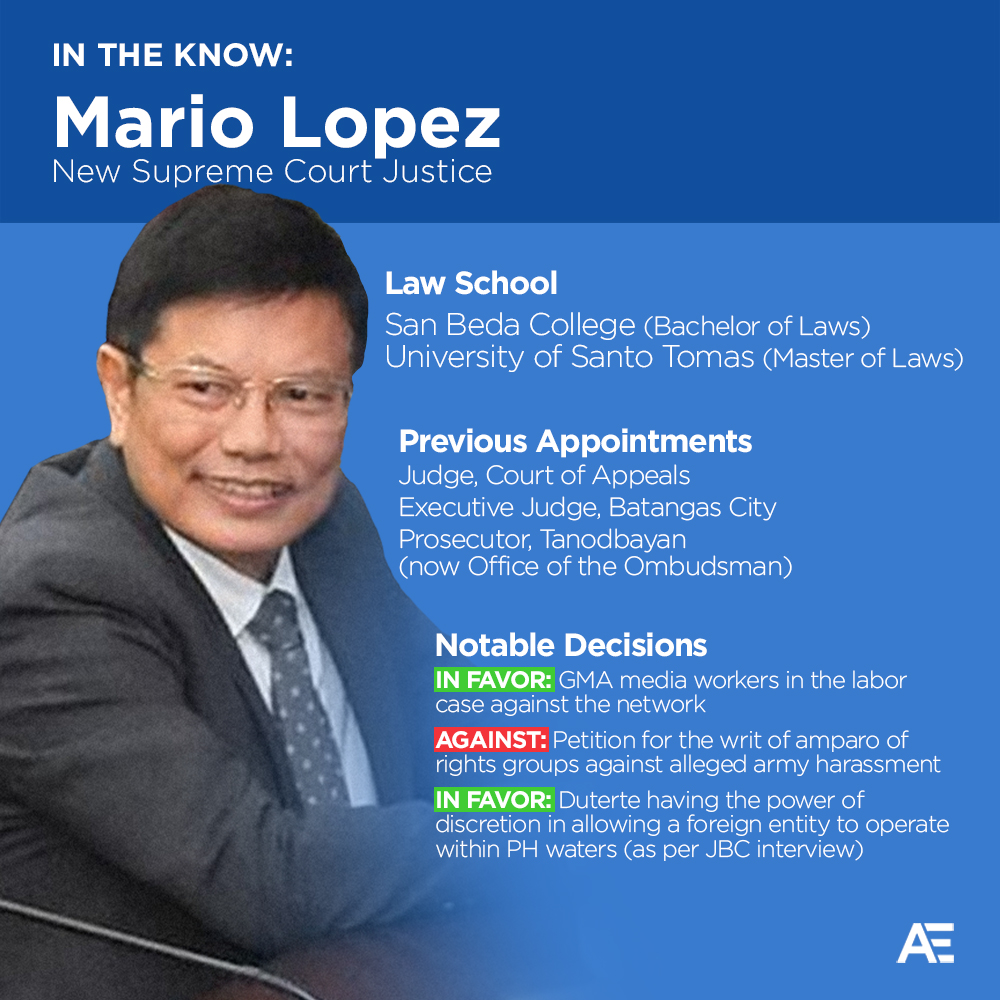 IN THE KNOW:
Mario Lopez
New Supreme Court Justice
Law School
San Beda College (Bachelor of Laws)
University of Santo Tomas (Master of Laws)
Previous Appointments
Judge, Court of Appeals
Executive Judge, Batangas City
Prosecutor, Tanodbayan
(now Office of the Ombudsman)
Notable Decisions
IN FAVOR: GMA media workers in the labor
case against the network
AGAINST: Petition for the writ of amparo of
rights groups against alleged army harassment
IN FAVOR: Duterte having the power of
discretion in allowing a foreign entity to operate
within PH waters (as per JBC interview)
AE